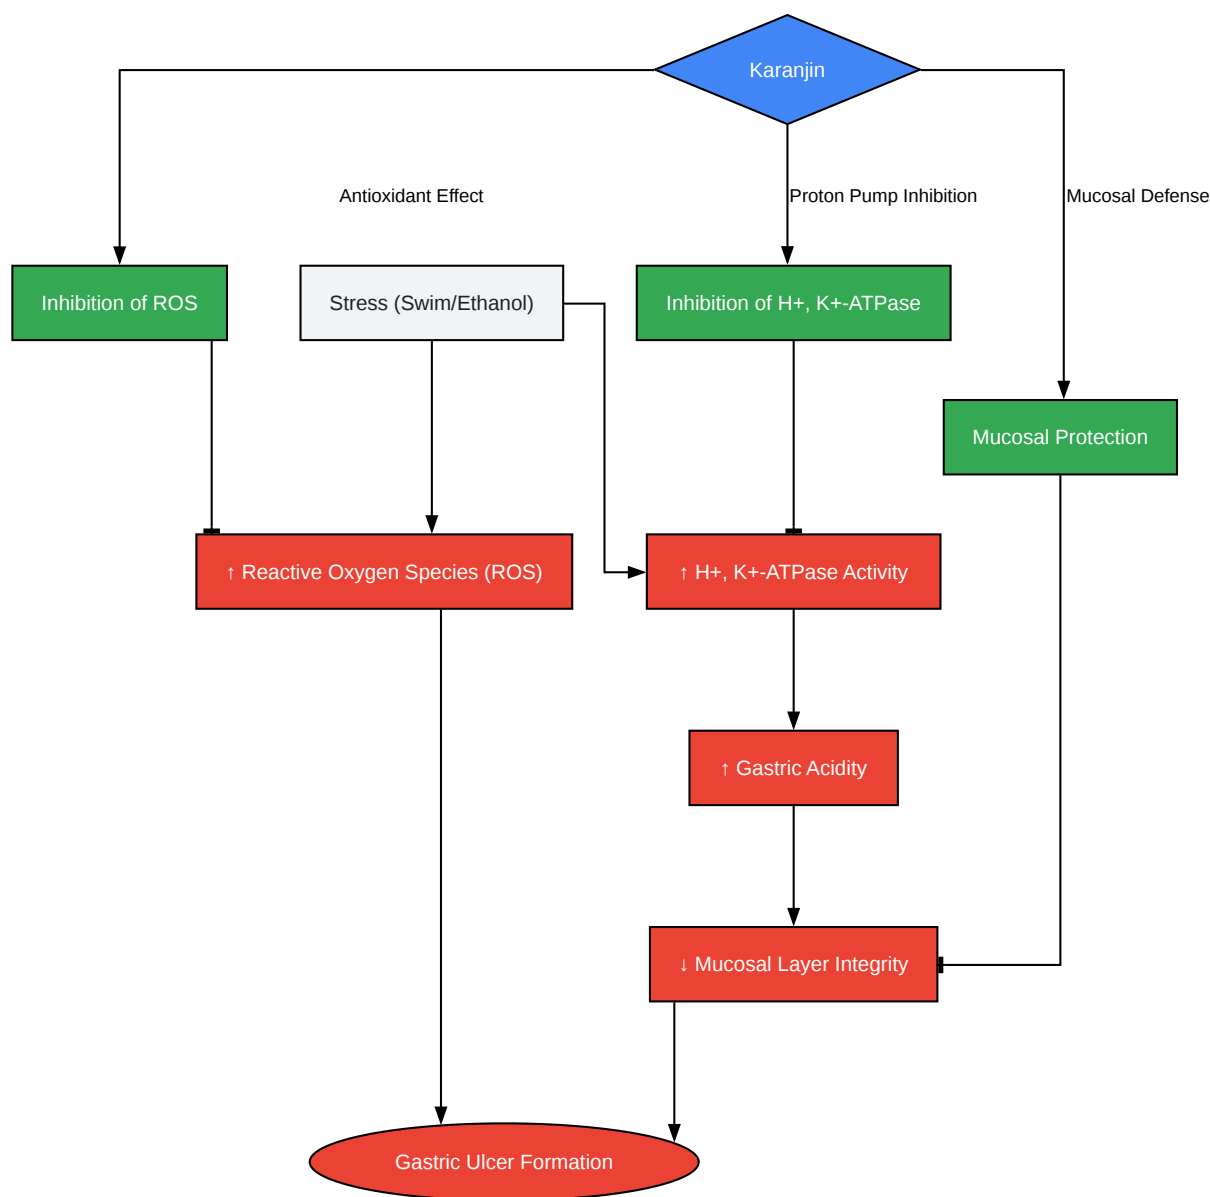 Karanjin
Antioxidant Effect
Proton Pump Inhibition
Mucosal Defense
Inhibition of ROS
Stress (Swim/Ethanol)
Inhibition of H+, K+-ATPase
Mucosal Protection
↑ Reactive Oxygen Species (ROS)
↑ H+, K+-ATPase Activity
↑ Gastric Acidity
↓ Mucosal Layer Integrity
Gastric Ulcer Formation